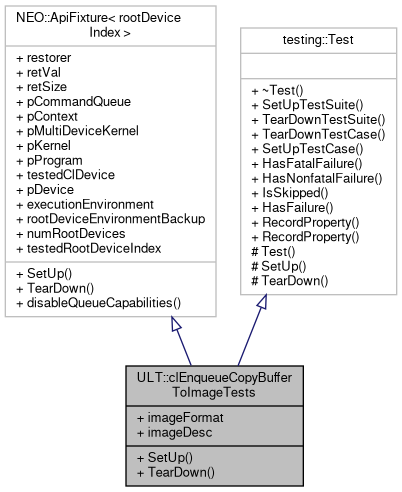 NEO::ApiFixture< rootDevice
Index >
+ restorer
+ retVal
+ retSize
+ pCommandQueue
+ pContext
+ pMultiDeviceKernel
+ pKernel
+ pProgram
+ testedClDevice
+ pDevice
+ executionEnvironment
+ rootDeviceEnvironmentBackup
+ numRootDevices
+ testedRootDeviceIndex
+ SetUp()
+ TearDown()
+ disableQueueCapabilities()
testing::Test
+ ~Test()
+ SetUpTestSuite()
+ TearDownTestSuite()
+ TearDownTestCase()
+ SetUpTestCase()
+ HasFatalFailure()
+ HasNonfatalFailure()
+ IsSkipped()
+ HasFailure()
+ RecordProperty()
+ RecordProperty()
# Test()
# SetUp()
# TearDown()
ULT::clEnqueueCopyBuffer
ToImageTests
+ imageFormat
+ imageDesc
+ SetUp()
+ TearDown()